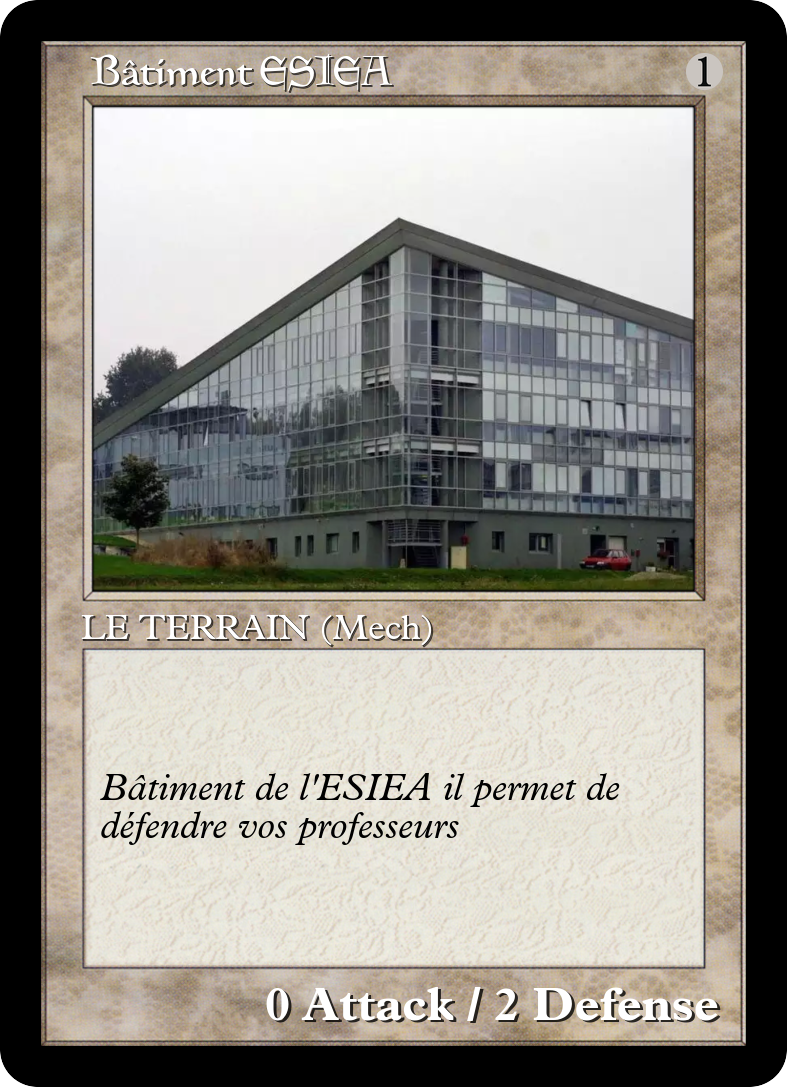 Bâtiment ESIEA 1
LE TERRAIN (Mech)
Bâtiment de l'ESIEA il permet de
défendre vos professeurs
0 Attack / 2 Defense